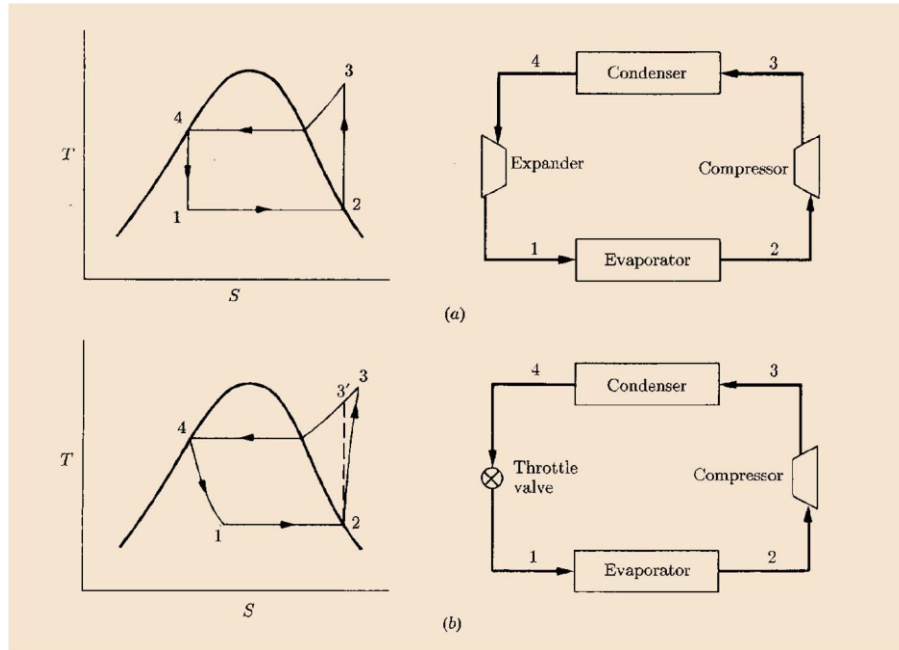 4
Condenser
3
3
4
T
Expander
Compressor
1
2
1
Evaporator
2
S
(a)
4
Condenser
3
3' 3
4
T
Throttle
valve
Compressor
1
2
1
Evaporator
2
S
(b)